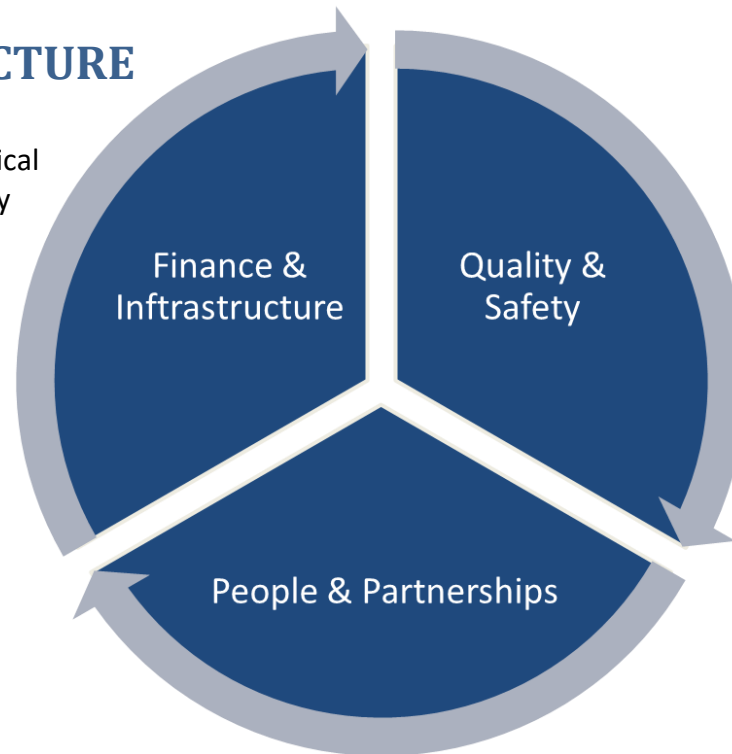 CTURE
ical
y
Finance &
Inftrastructure
Quality &
Safety
People & Partnerships